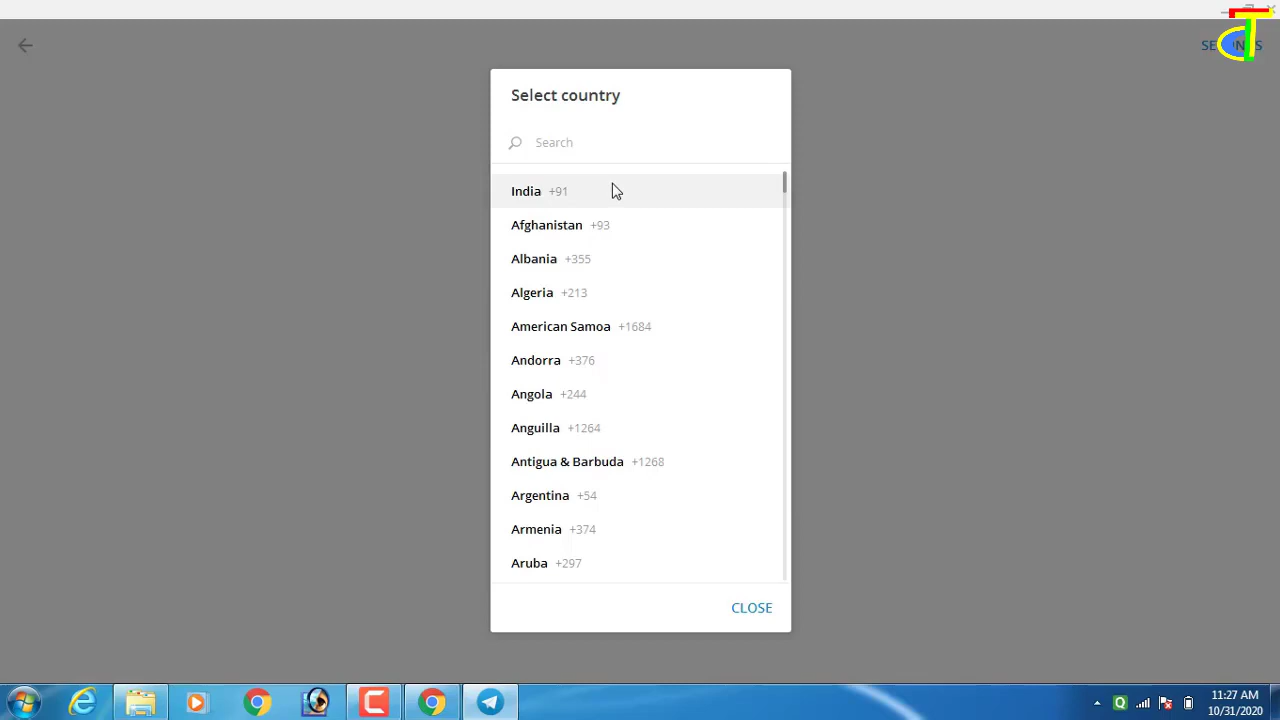 Select country
Search
India +91
Afghanistan +93
Albania +355
Algeria +213
American Samoa +1684
Andorra +376
Angola +244
Anguilla +1264
Antigua & Barbuda +1268
Argentina +54
Armenia +374
Aruba +297
CLOSE
11:27 AM
10/31/2020